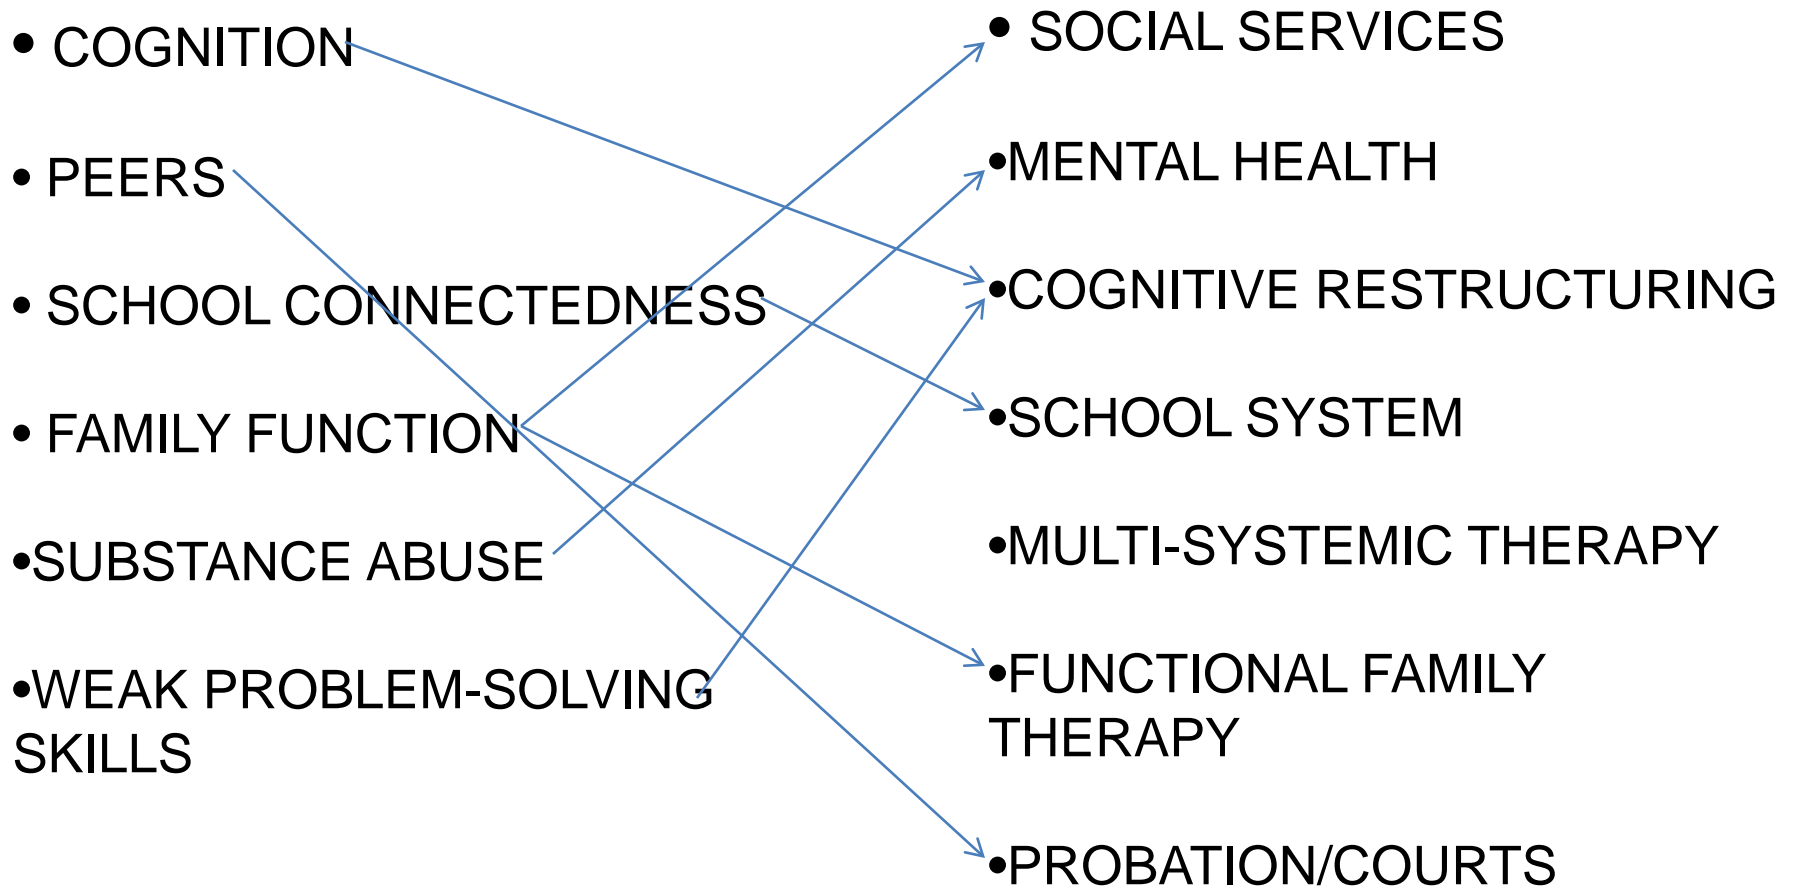 • COGNITION
• PEERS
• SCHOOL CONNECTEDNESS
• FAMILY FUNCTION
•SUBSTANCE ABUSE
•WEAK PROBLEM-SOLVING
SKILLS
• SOCIAL SERVICES
•MENTAL HEALTH
•COGNITIVE RESTRUCTURING
•SCHOOL SYSTEM
•MULTI-SYSTEMIC THERAPY
•FUNCTIONAL FAMILY
THERAPY
•PROBATION/COURTS